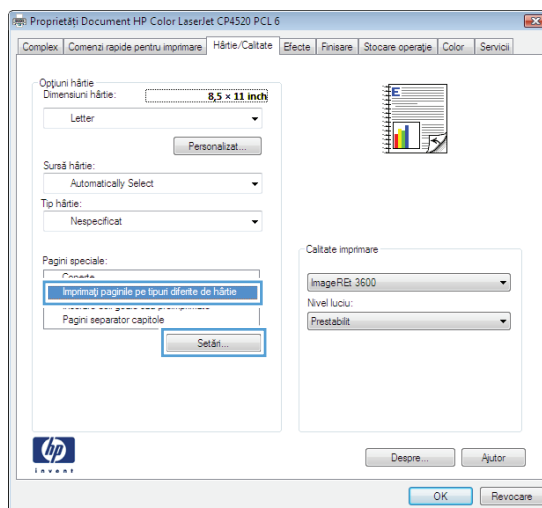 Proprietăți Document HP Color LaserJet CP4520 PCL 6
Complex Comenzi rapide pentru imprimare Hârtie/Calitate Efecte Finisare Stocare operaţie Color Servicii
Opţiuni hârtie
Dimensiuni hârtie: 8,5 × 11 inch
Letter
Personalizat...
Sursă hârtie:
Automatically Select
Tip hârtie:
Nespecificat
Pagini speciale:
Coperte
Imprimaţi paginile pe tipuri diferite de hârtie
Pagini separator capitole
Setări...
Calitate imprimare
ImageREt 3600
Nivel luciu:
Prestabilit
hp
invent
Despre... Ajutor
OK Revocare